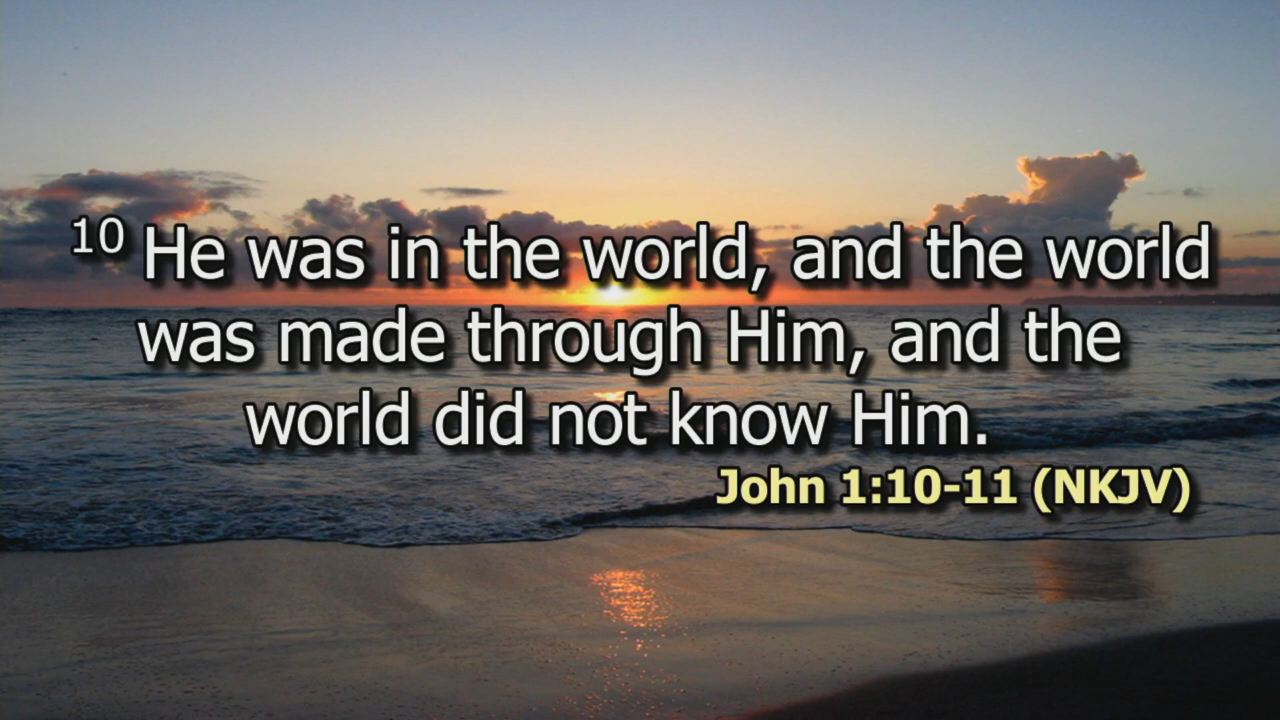 10 He was in the world, and the world
was made through Him, and the
world did not know Him.
John 1:10-11 (NKJV)